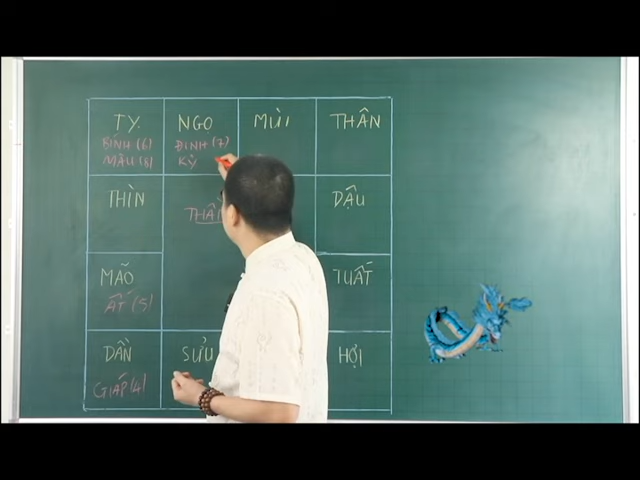 TỴ
BÍNH (6)
MẬU (8)
NGỌ
ĐINH (7)
KỶ
MÙI
THÂN
THÌN
DẬU
MÃO
ẤT (5)
TUẤT
DẦN
GIÁP (4)
SỬU
HỢI